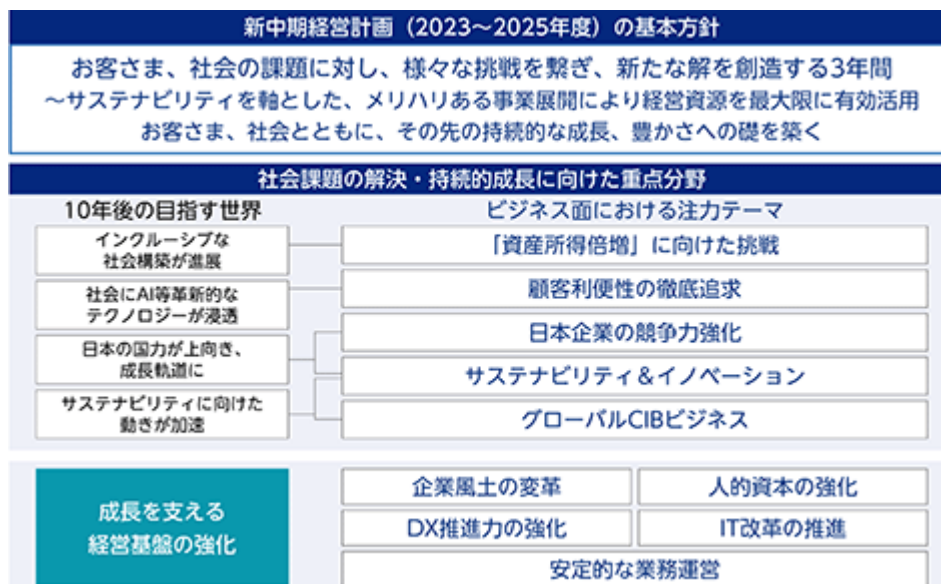 新中期経営計画（2023～2025年度）の基本方針
お客さま、社会の課題に対し、様々な挑戦を繋ぎ、新たな解を創造する3年間
～サステナビリティを軸とした、メリハリある事業展開により経営資源を最大限に有効活用
お客さま、社会とともに、その先の持続的な成長、豊かさへの礎を築く
社会課題の解決・持続的成長に向けた重点分野
10年後の目指す世界
インクルーシブな
社会構築が進展
社会にAI等革新的な
テクノロジーが浸透
日本の国力が上向き、
成長軌道に
サステナビリティに向けた
動きが加速
ビジネス面における注力テーマ
「資産所得倍増」に向けた挑戦
顧客利便性の徹底追求
日本企業の競争力強化
サステナビリティ＆イノベーション
グローバルCIBビジネス
成長を支える
経営基盤の強化
企業風土の変革
人的資本の強化
DX推進力の強化
IT改革の推進
安定的な業務運営